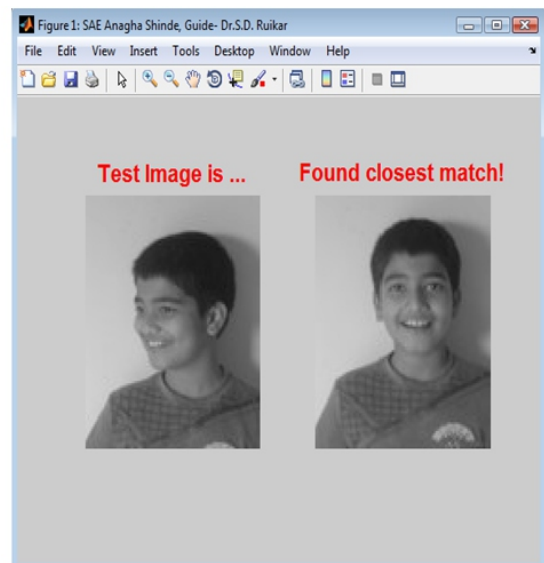 Figure 1: SAE Anagha Shinde, Guide- Dr.S.D. Ruikar
File Edit View Insert Tools Desktop Window Help
Test Image is ... Found closest match!